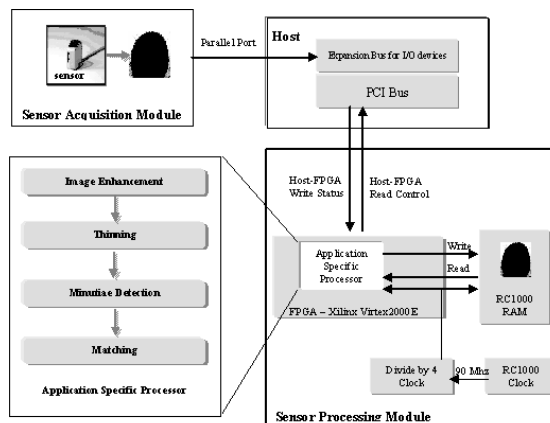 sensor
Sensor Acquisition Module
Parallel Port
Host
Expansion Bus for I/O devices
PCI Bus
Host-FPGA
Write Status
Host-FPGA
Read Control
Image Enhancement
Thinning
Minutiae Detection
Matching
Application Specific Processor
Application
Specific
Processor
FPGA – Xilinx Virtex2000E
Write
Read
RC1000
RAM
Divide by 4
Clock
90 Mhz
RC1000
Clock
Sensor Processing Module